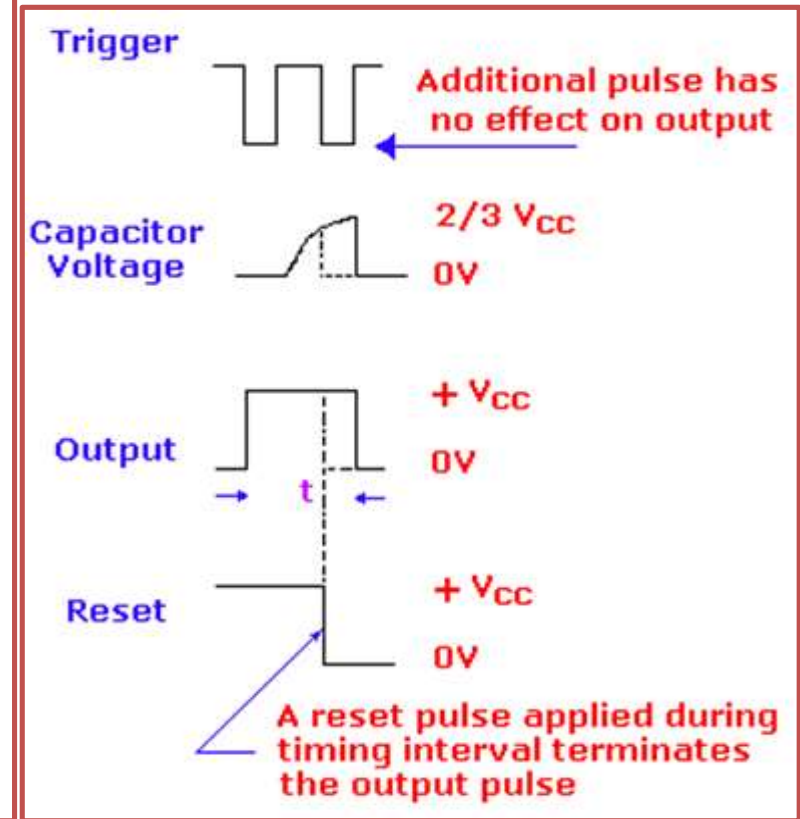 Trigger
Additional pulse has
no effect on output
Capacitor
Voltage
2/3 VCC
0V
Output
+ VCC
0V
t
Reset
+ VCC
0V
A reset pulse applied during
timing interval terminates
the output pulse